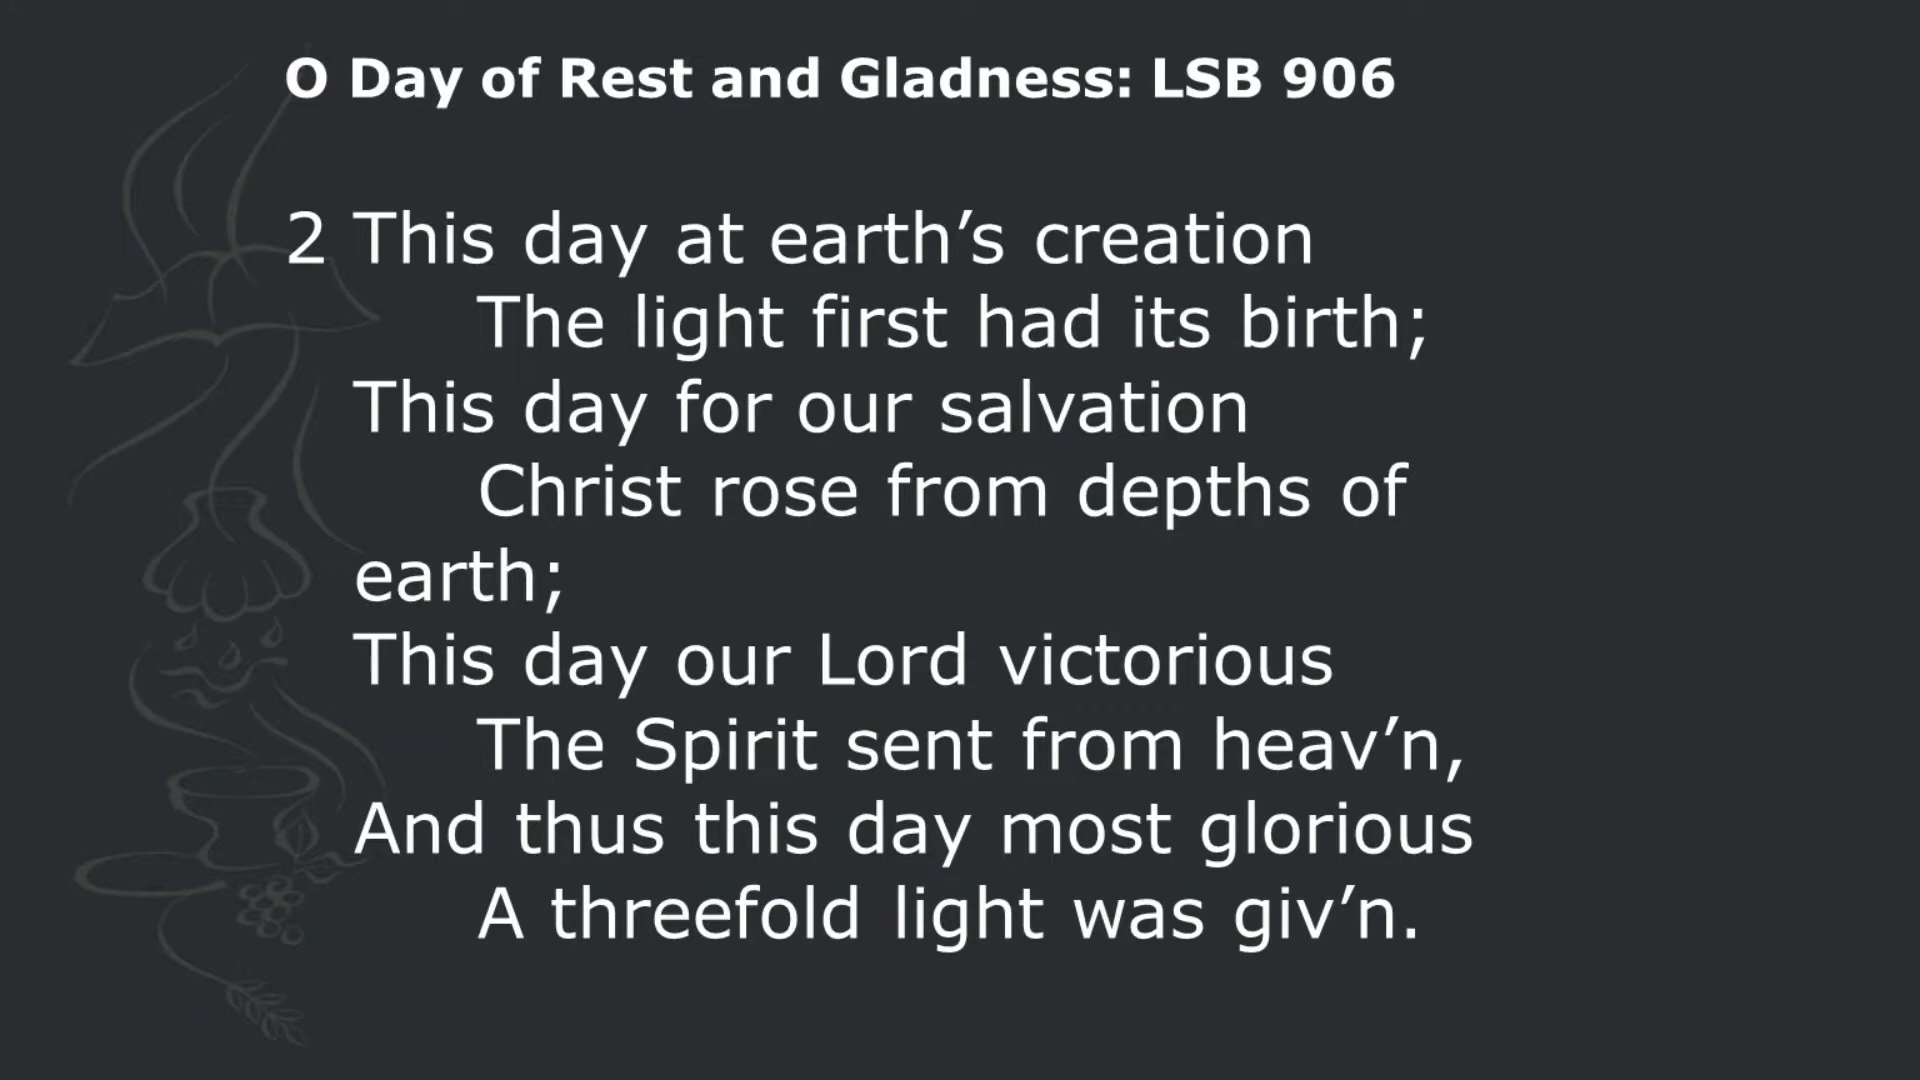 O Day of Rest and Gladness: LSB 906
2 This day at earth’s creation
The light first had its birth;
This day for our salvation
Christ rose from depths of
earth;
This day our Lord victorious
The Spirit sent from heav’n,
And thus this day most glorious
A threefold light was giv’n.